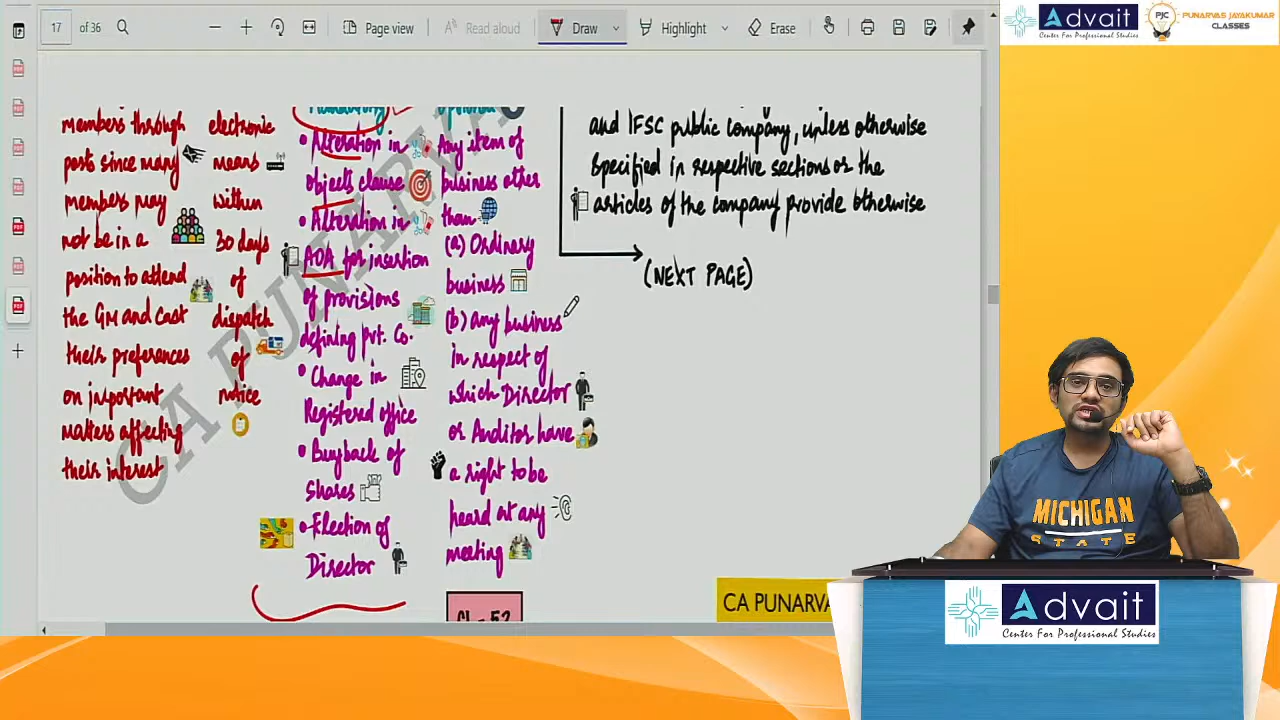 17 of 36
Page view
Read aloud
Draw
Highlight
Erase
Advait
Center For Professional Studies
PJC
PUNARVAS JAYAKUMAR
CLASSES
members through
posts since many
members may
not be in a
position to attend
the GM and cast
their preferences
on important
matters affecting
their interest
electronic
means
within
30 days
of
dispatch
of
notice
Mandatory
• Alteration in
objects clause
• Alteration in
AOA for insertion
of provisions
defining pvt. Co.
• Change in
Registered office
• Buyback of
Shares
• Election of
Director
Optional
Any item of
business other
than
(a) Ordinary
business
(b) any business
in respect of
which Director
or Auditor have
a right to be
heard at any
meeting
and IFSC public company, unless otherwise
specified in respective sections or the
articles of the company provide otherwise
(NEXT PAGE)
CA PUNARVA
CA PUNARVA
MICHIGAN
STATE
Advait
Center For Professional Studies